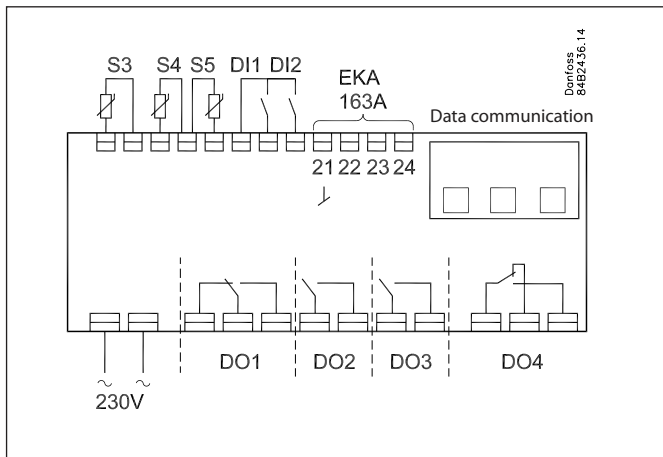 Danfoss
84B2436.14
S3 S4 S5 DI1 DI2
EKA
163A
Data communication
21 22 23 24
DO1 DO2 DO3 DO4
~ ~
230V